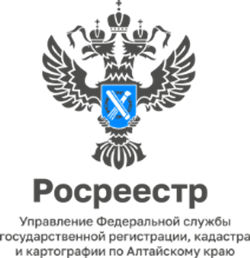 Росреестр
Управление Федеральной службы
государственной регистрации, кадастра
и картографии по Алтайскому краю